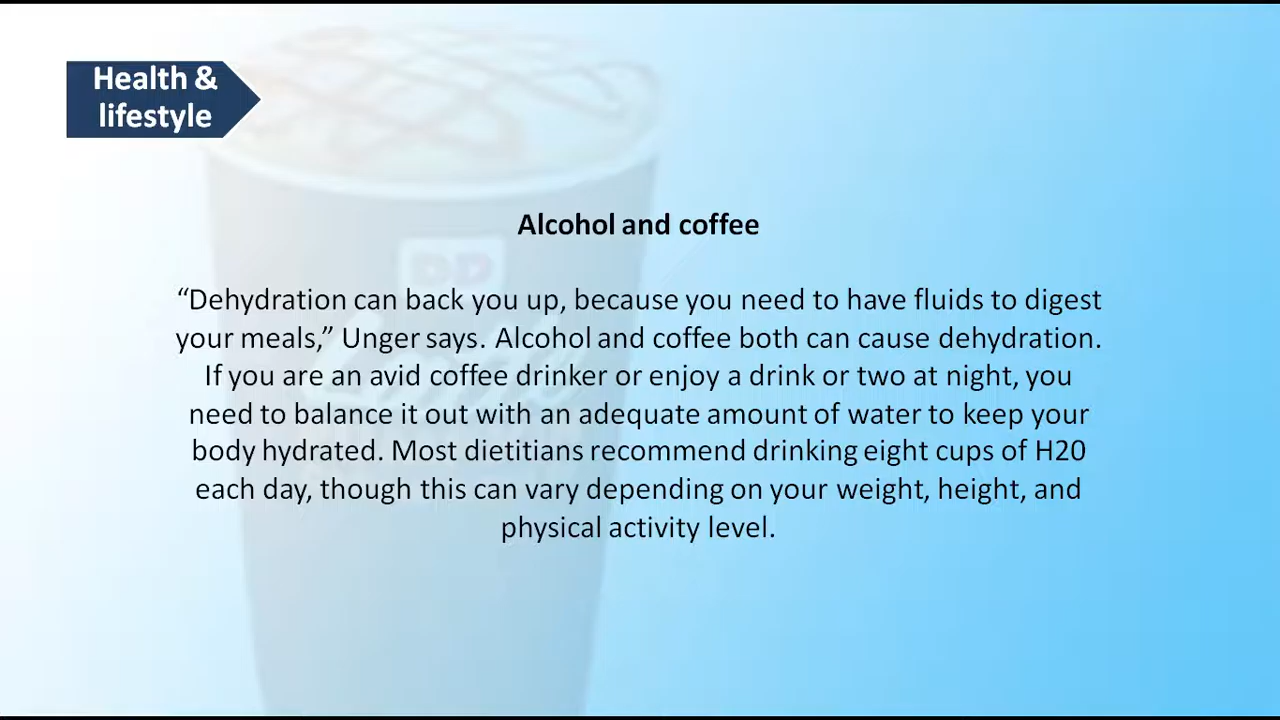 Health &
lifestyle
Alcohol and coffee
“Dehydration can back you up, because you need to have fluids to digest
your meals,” Unger says. Alcohol and coffee both can cause dehydration.
If you are an avid coffee drinker or enjoy a drink or two at night, you
need to balance it out with an adequate amount of water to keep your
body hydrated. Most dietitians recommend drinking eight cups of H20
each day, though this can vary depending on your weight, height, and
physical activity level.
DD